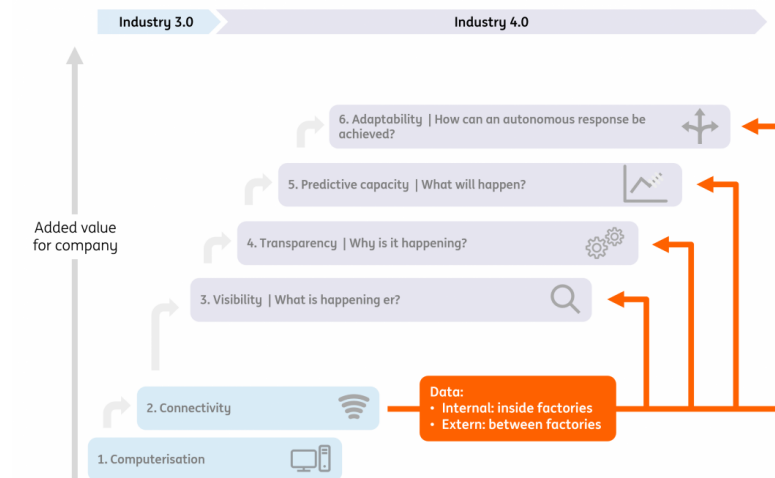 Industry 3.0
Industry 4.0
6. Adaptability | How can an autonomous response be
achieved?
5. Predictive capacity | What will happen?
Added value
for company
4. Transparency | Why is it happening?
3. Visibility | What is happening er?
Data:
• Internal: inside factories
• Extern: between factories
2. Connectivity
1. Computerisation